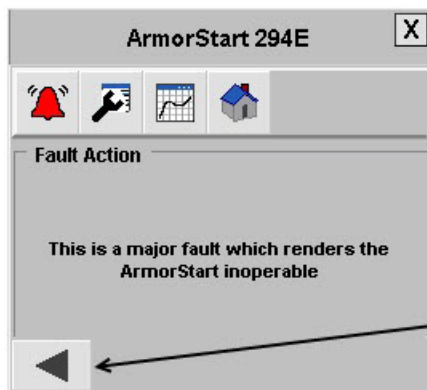 ArmorStart 294E
X
Fault Action
This is a major fault which renders the
ArmorStart inoperable